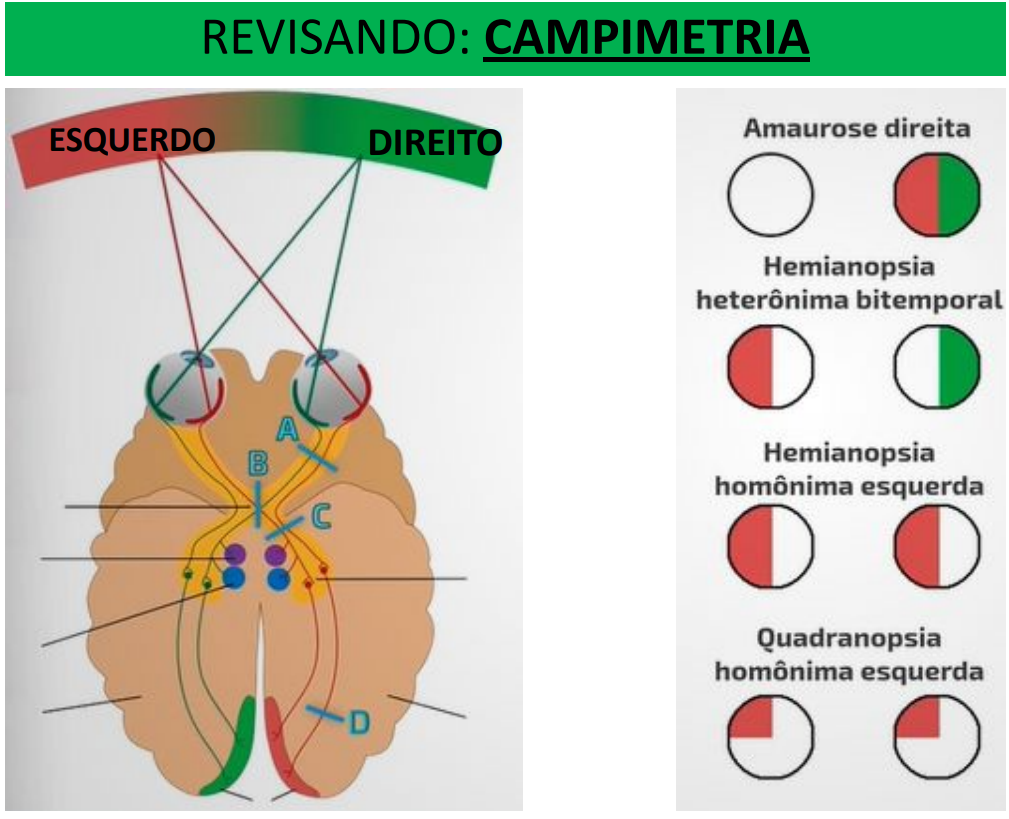 REVISANDO: CAMPIMETRIA
ESQUERDO
DIREITO
A
B
C
D
Amaurose direita
Hemianopsia
heterônima bitemporal
Hemianopsia
homônima esquerda
Quadranopsia
homônima esquerda